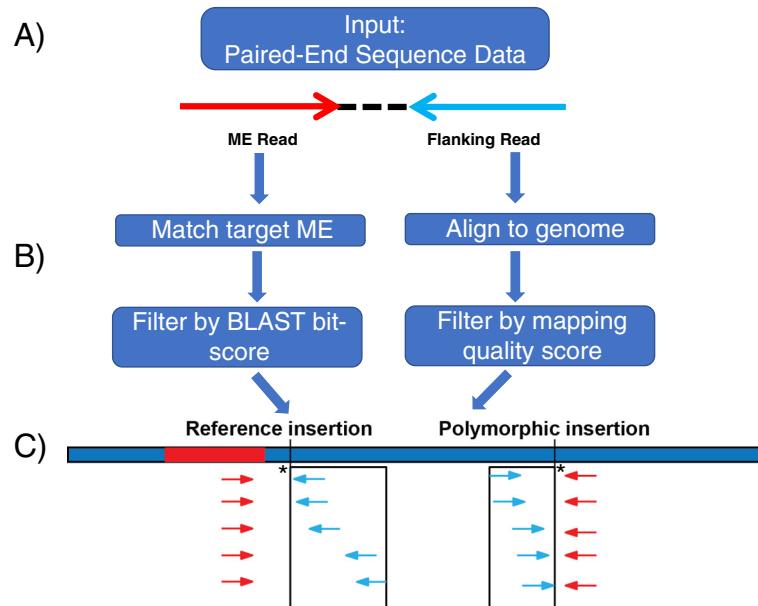 A)
Input:
Paired-End Sequence Data
ME Read
Flanking Read
B)
Match target ME
Align to genome
Filter by BLAST bit-
score
Filter by mapping
quality score
C)
Reference insertion
Polymorphic insertion
*
*